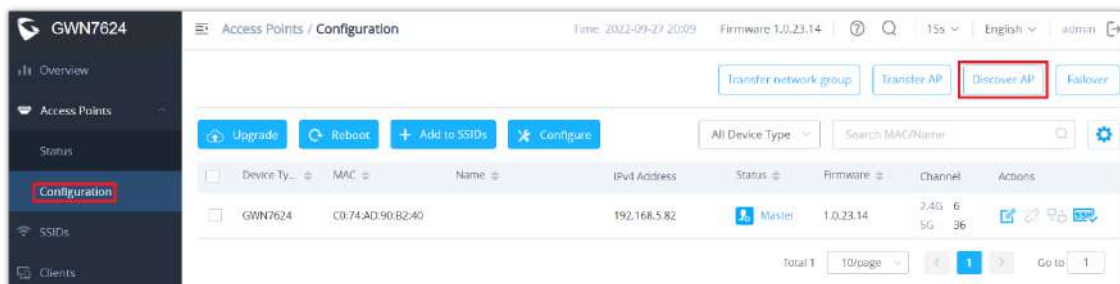 GWN7624
Access Points / Configuration
Time 2022-09-27 20:09
Firmware 1.0.23.14
15s
English
admin
Overview
Transfer network group
Transfer AP
Discover AP
Failover
Access Points
Upgrade
Reboot
+ Add to SSIDs
Configure
All Device Type
Search MAC/Name
Status
Device Ty...
MAC
Name
IPv4 Address
Status
Firmware
Channel
Actions
Configuration
GWN7624
C0:74:AD:90:B2:40
192.168.5.82
Master
1.0.23.14
2.4G 6
5G 36
SSH
SSIDs
Total 1
10/page
1
Go to 1
Clients